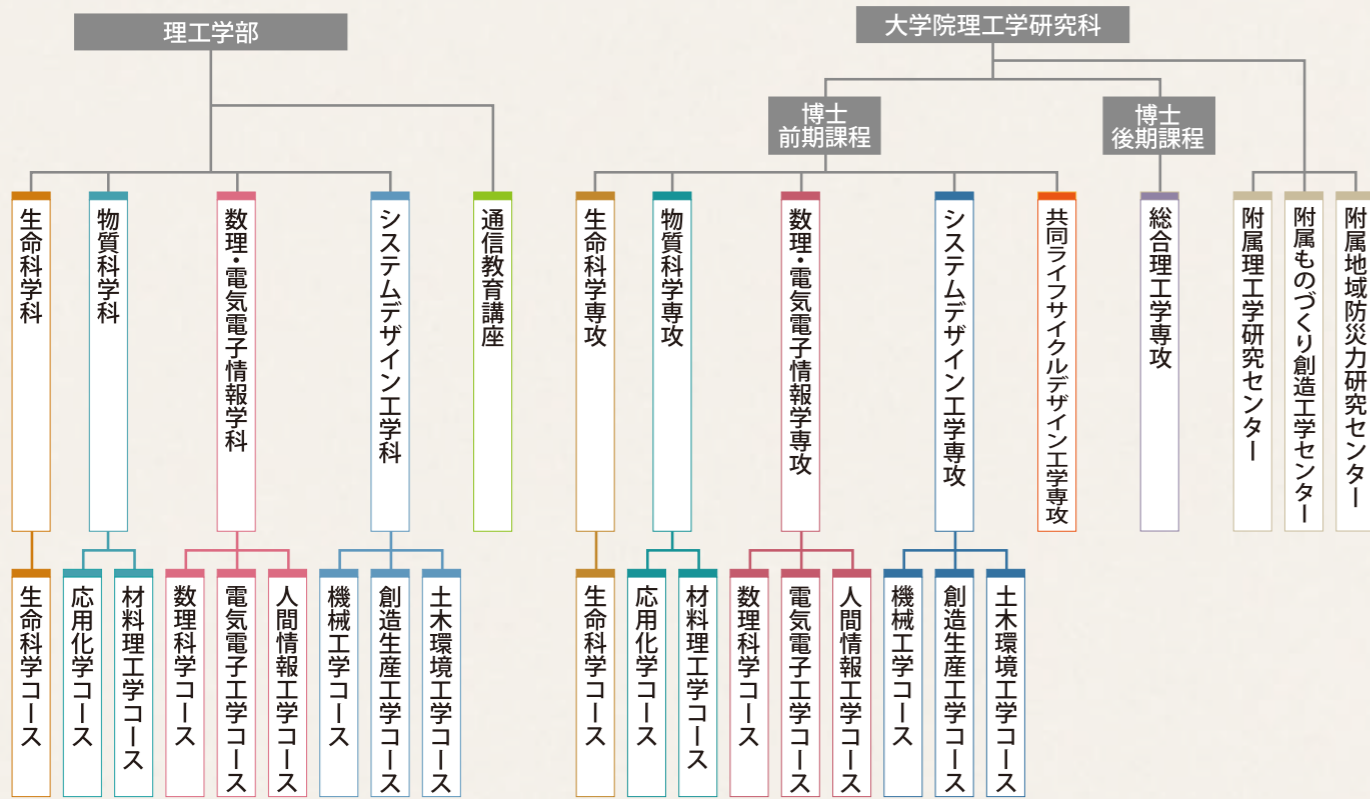 理工学部
生命科学科
物質科学科
数理・電気電子情報学科
システムデザイン工学科
通信教育講座
生命科学コース
応用化学コース
材料理工学コース
数理科学コース
電気電子工学コース
人間情報工学コース
機械工学コース
創造生産工学コース
土木環境工学コース
大学院理工学研究科
博士
前期課程
博士
後期課程
生命科学専攻
物質科学専攻
数理・電気電子情報学専攻
システムデザイン工学専攻
共同ライフサイクルデザイン工学専攻
総合理工学専攻
附属理工学研究センター
附属ものづくり創造工学センター
附属地域防災力研究センター
生命科学コース
応用化学コース
材料理工学コース
数理科学コース
電気電子工学コース
人間情報工学コース
機械工学コース
創造生産工学コース
土木環境工学コース